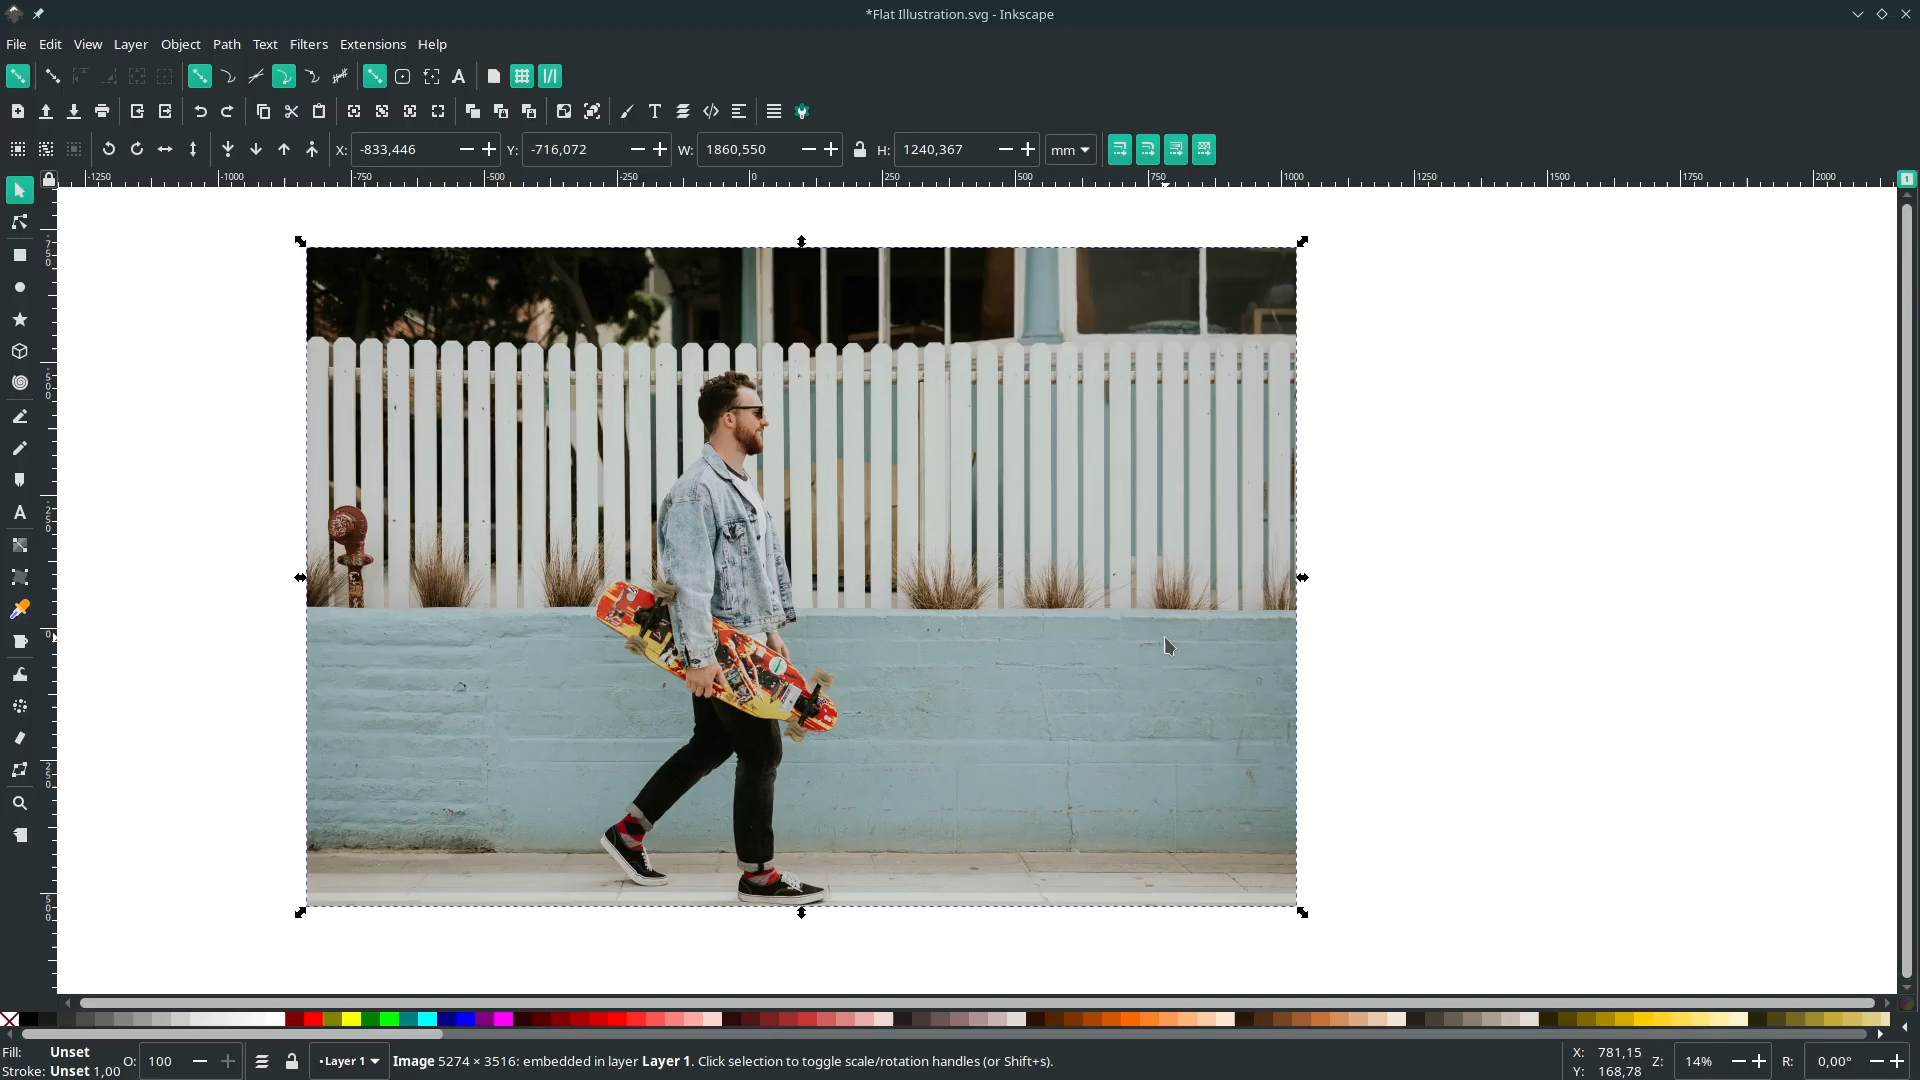 *Flat Illustration.svg - Inkscape
File Edit View Layer Object Path Text Filters Extensions Help
X: -833,446 Y: -716,072 W: 1860,550 H: 1240,367 mm
-1250 -1000 -750 -500 -250 0 250 500 750 1000 1250 1500 1750 2000
1
Fill: Unset
Stroke: Unset 1,00
O: 100
•Layer 1
Image 5274 × 3516: embedded in layer Layer 1. Click selection to toggle scale/rotation handles (or Shift+s).
X: 781,15
Y: 168,78
Z: 14%
R: 0,00°